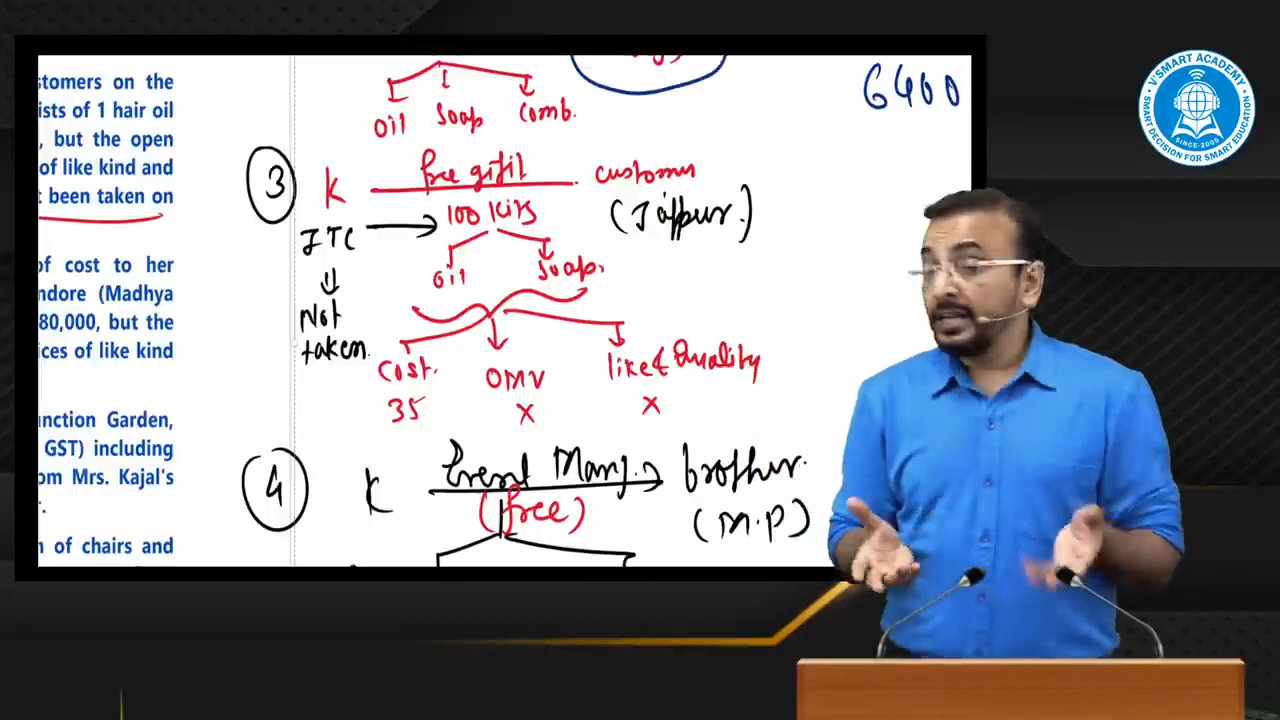 stomers on the
ists of 1 hair oil
, but the open
of like kind and
been taken on
of cost to her
ndore (Madhya
80,000, but the
ices of like kind
unction Garden,
GST) including
om Mrs. Kajal's
n of chairs and
6400
Oil Soap Comb.
3 K free gift customer
ITC 100 Kits (Jaipur.)
Oil Soap.
Not
taken.
Cost. OMV like & Quality
35 x x
4 K Event Mang. brother.
(free) (M.P)
V'SMART ACADEMY
SINCE-2005
SMART DECISION FOR SMART EDUCATION